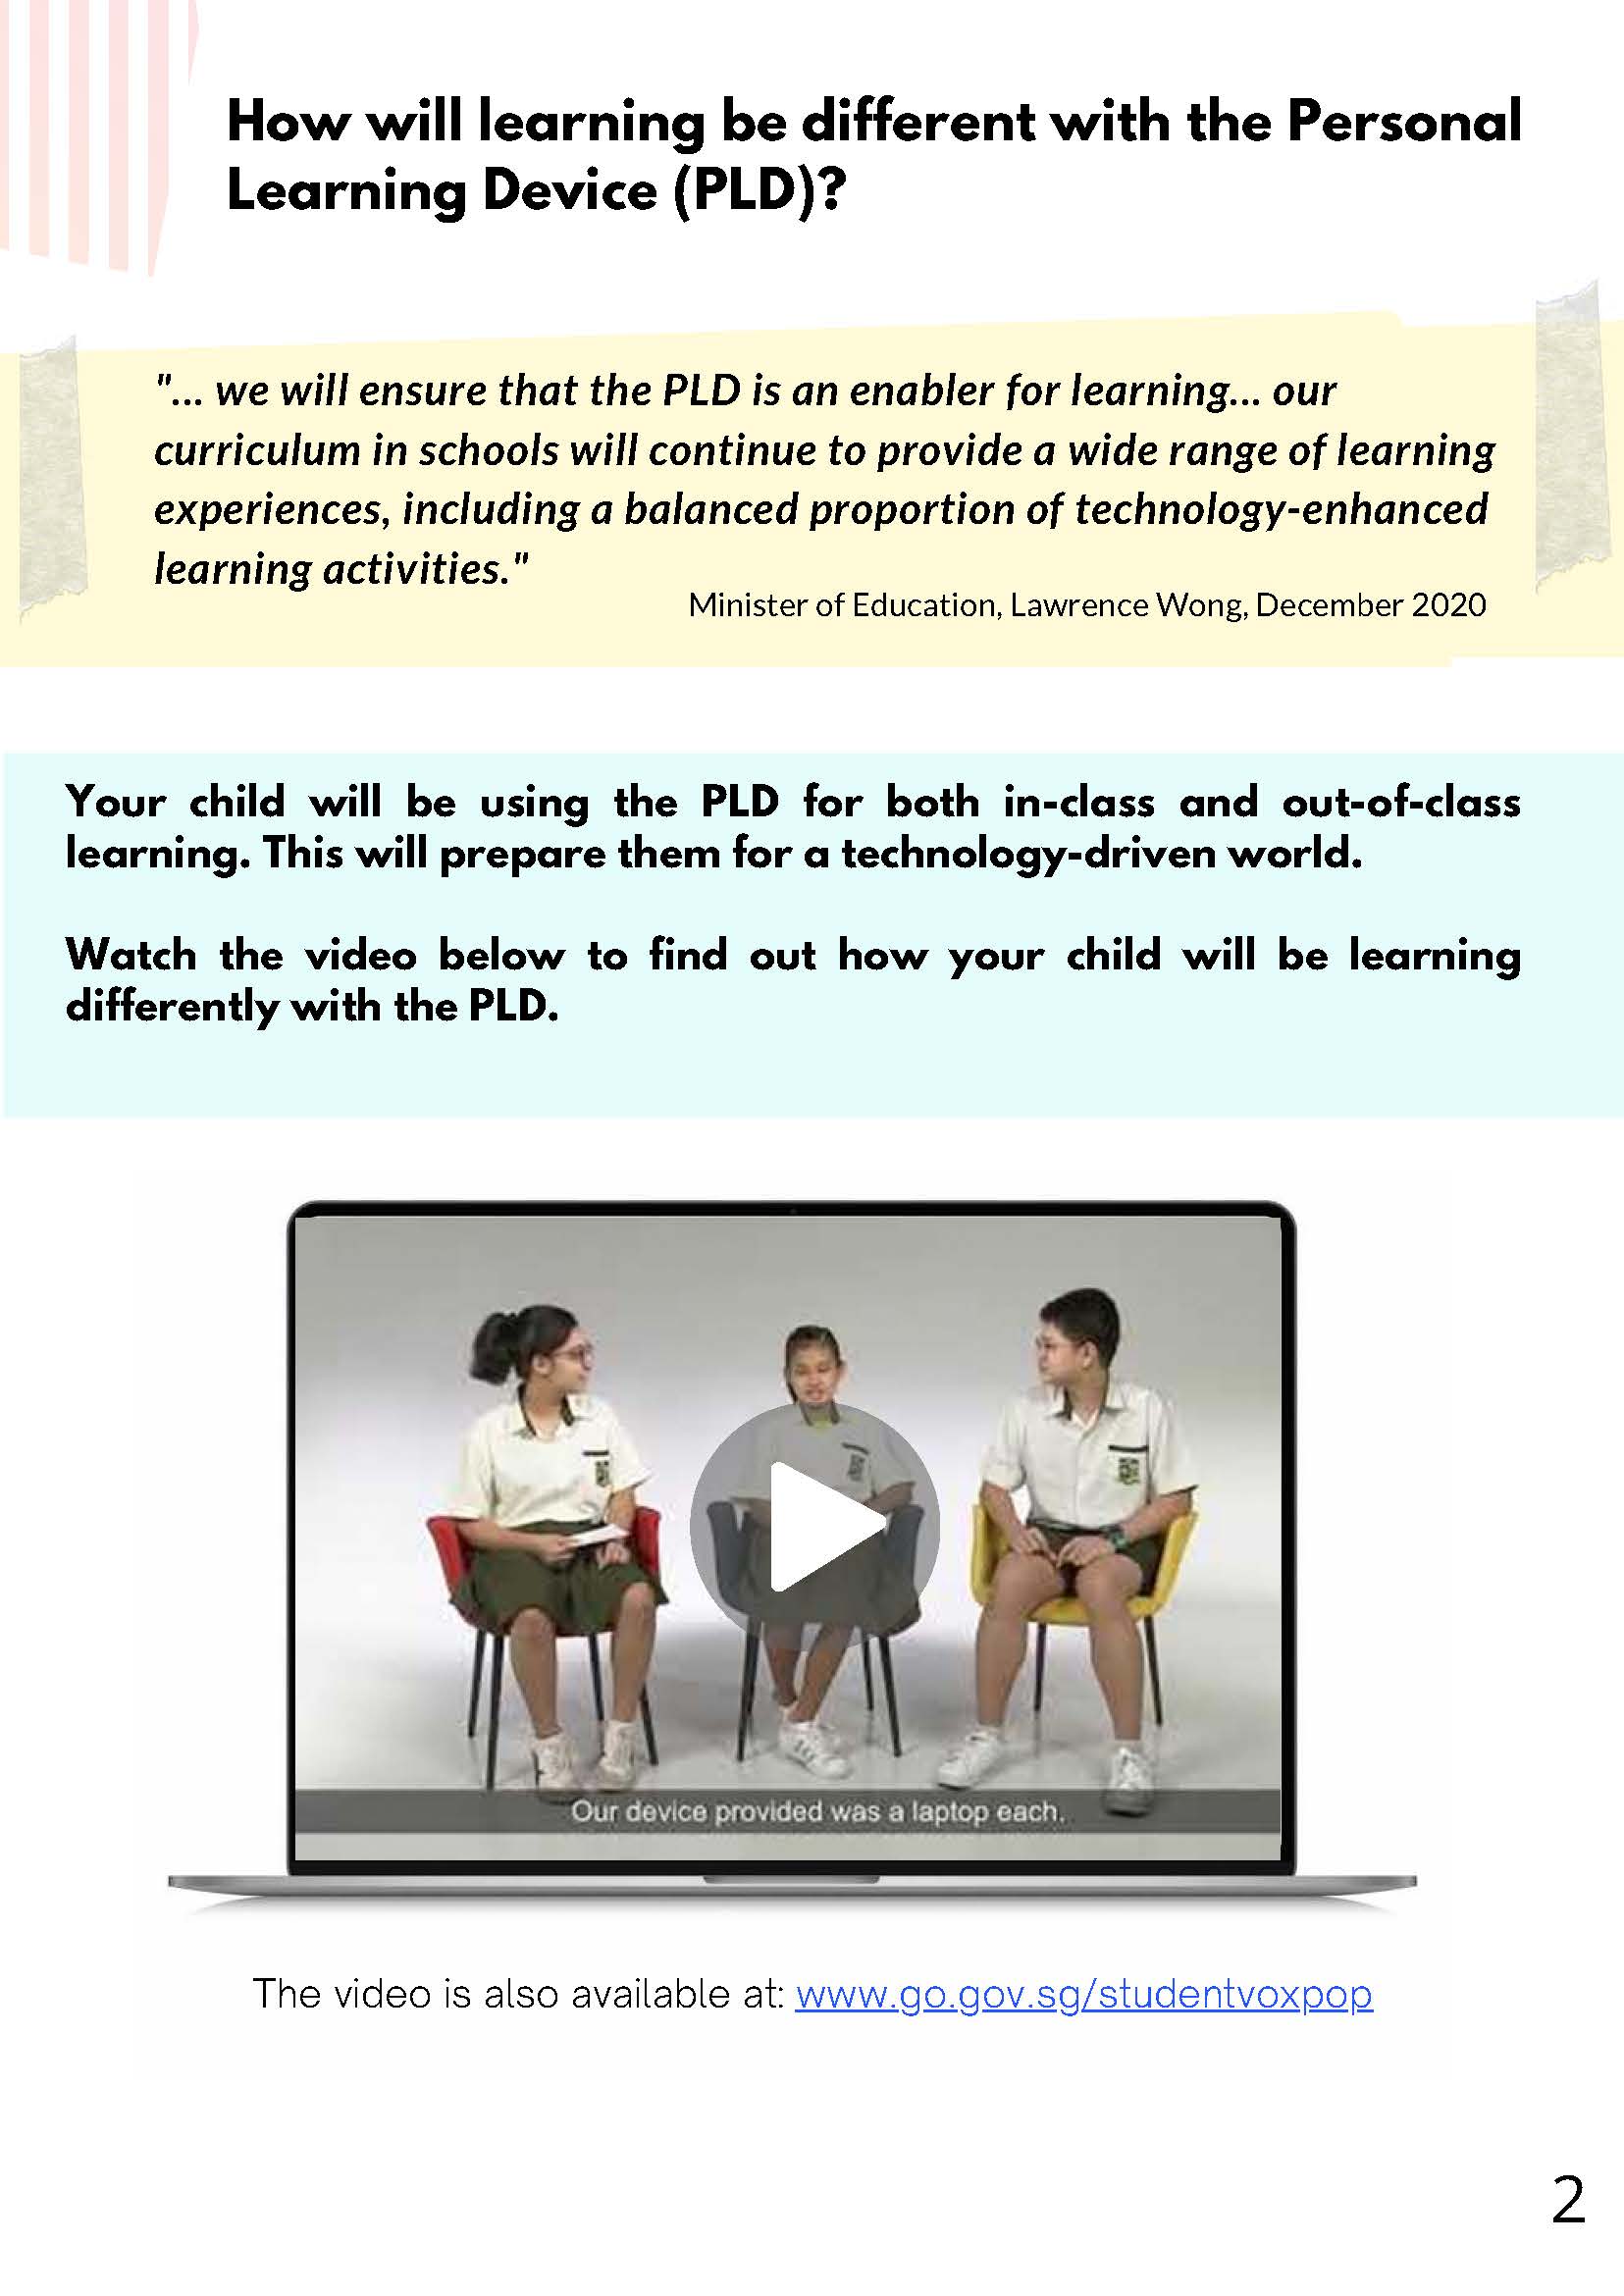 How will learning be different with the Personal
Learning Device (PLD)?
"... we will ensure that the PLD is an enabler for learning... our
curriculum in schools will continue to provide a wide range of learning
experiences, including a balanced proportion of technology-enhanced
learning activities."
Minister of Education, Lawrence Wong, December 2020
Your child will be using the PLD for both in-class and out-of-class
learning. This will prepare them for a technology-driven world.
Watch the video below to find out how your child will be learning
differently with the PLD.
Our device provided was a laptop each.
The video is also available at: www.go.gov.sg/studentvoxpop
2